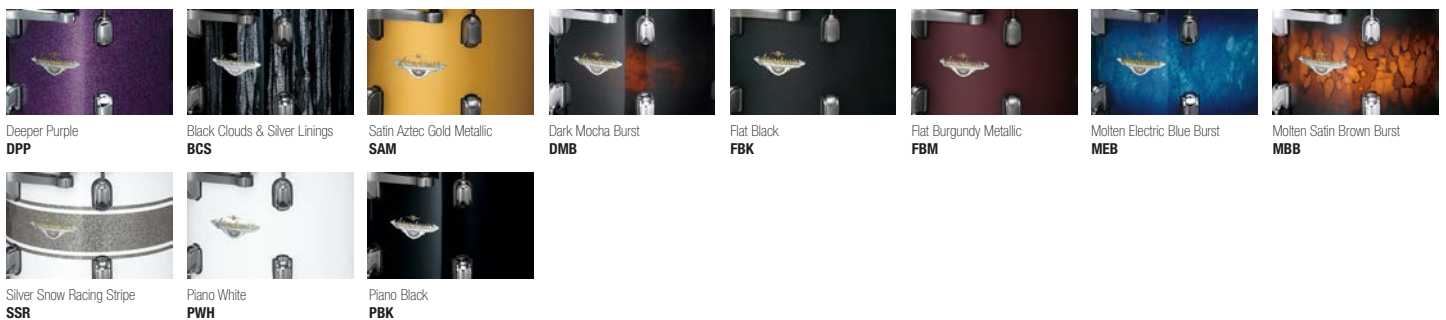 Deeper Purple
DPP
Black Clouds & Silver Linings
BCS
Satin Aztec Gold Metallic
SAM
Dark Mocha Burst
DMB
Flat Black
FBK
Flat Burgundy Metallic
FBM
Molten Electric Blue Burst
MEB
Molten Satin Brown Burst
MBB
Silver Snow Racing Stripe
SSR
Piano White
PWH
Piano Black
PBK